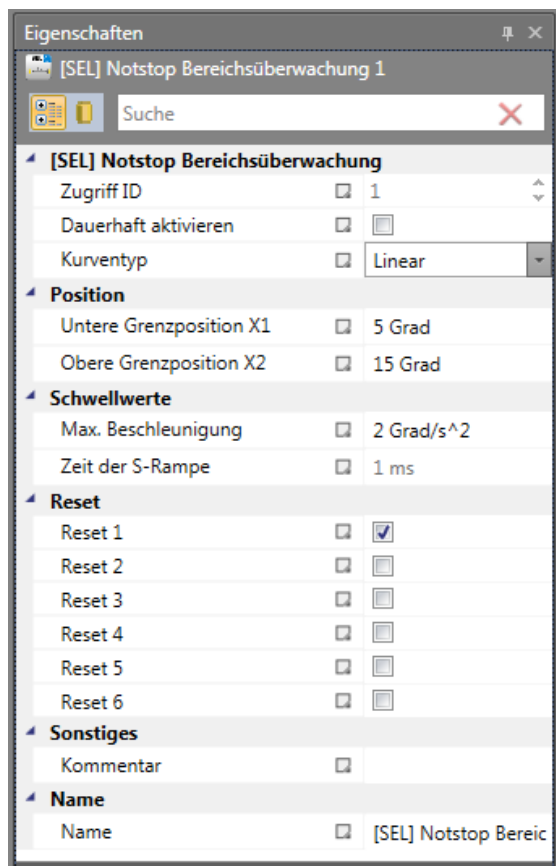 Eigenschaften
[SEL] Notstop Bereichsüberwachung 1
Suche
[SEL] Notstop Bereichsüberwachung
Zugriff ID 1
Dauerhaft aktivieren
Kurventyp Linear
Position
Untere Grenzposition X1 5 Grad
Obere Grenzposition X2 15 Grad
Schwellwerte
Max. Beschleunigung 2 Grad/s^2
Zeit der S-Rampe 1 ms
Reset
Reset 1
Reset 2
Reset 3
Reset 4
Reset 5
Reset 6
Sonstiges
Kommentar
Name
Name [SEL] Notstop Bereic